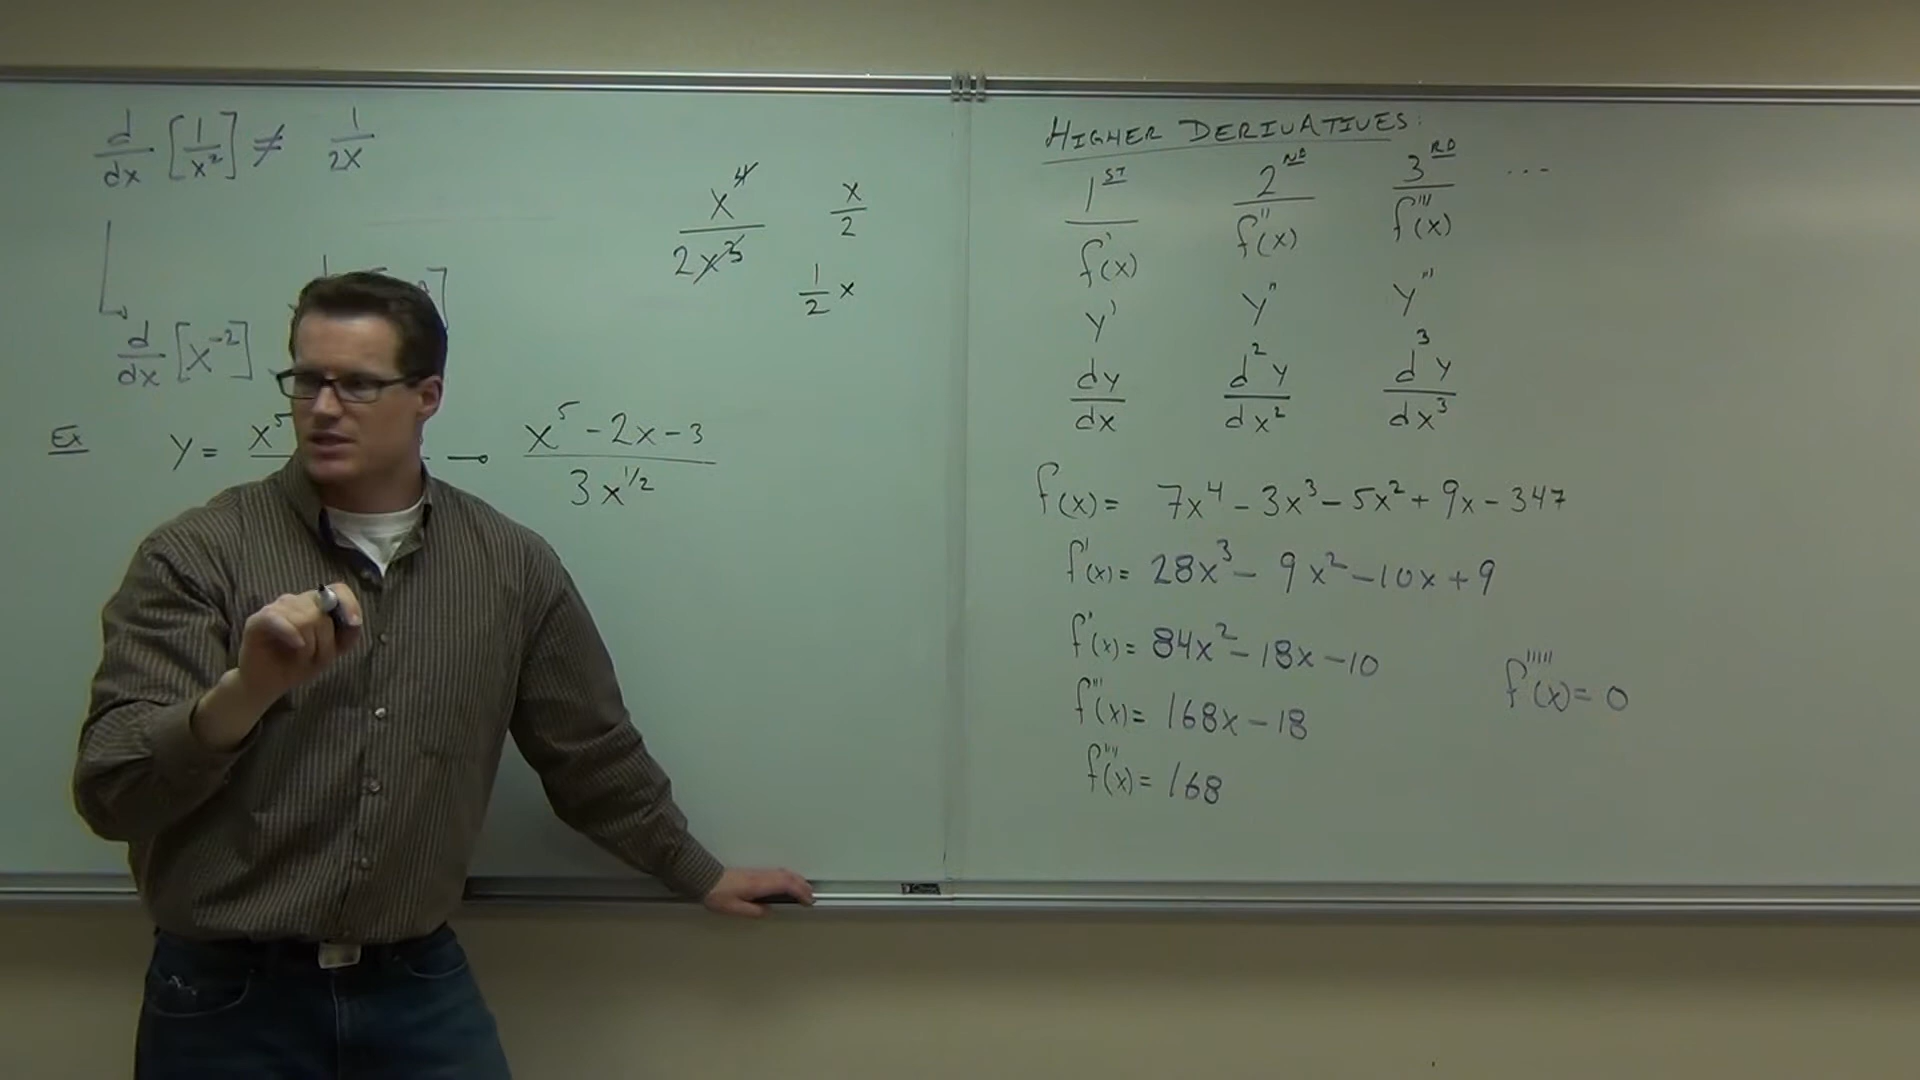 d/dx [1/x²] ≠ 1/2x
d/dx [x⁻²]
x⁴/2x³ x/2
1/2 x
Ex y = x⁵ → x⁵ - 2x - 3 / 3x^1/2
HIGHER DERIVATIVES:
1ST 2ND 3RD ...
f'(x) f''(x) f'''(x)
y' y'' y'''
dy/dx d²y/dx² d³y/dx³
f(x) = 7x⁴ - 3x³ - 5x² + 9x - 347
f'(x) = 28x³ - 9x² - 10x + 9
f'(x) = 84x² - 18x - 10
f'''(x) = 168x - 18
f''''(x) = 168
f'''''(x) = 0